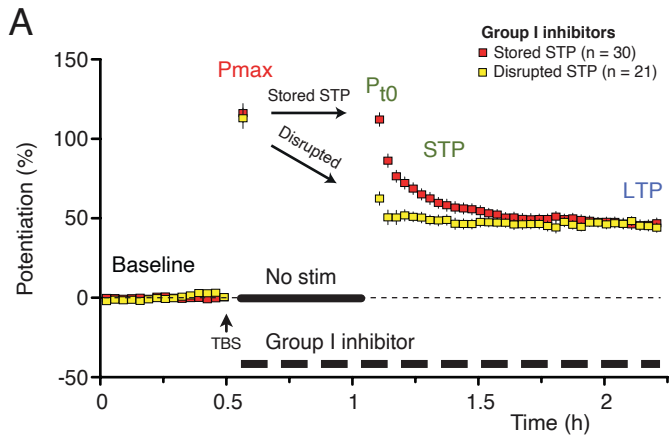 A
Group I inhibitors
Stored STP (n = 30)
Disrupted STP (n = 21)
150
100
50
0
-50
Potentiation (%)
Pmax
Stored STP
Disrupted
Pt0
STP
LTP
Baseline
No stim
TBS
Group I inhibitor
0
0.5
1
1.5
2
Time (h)